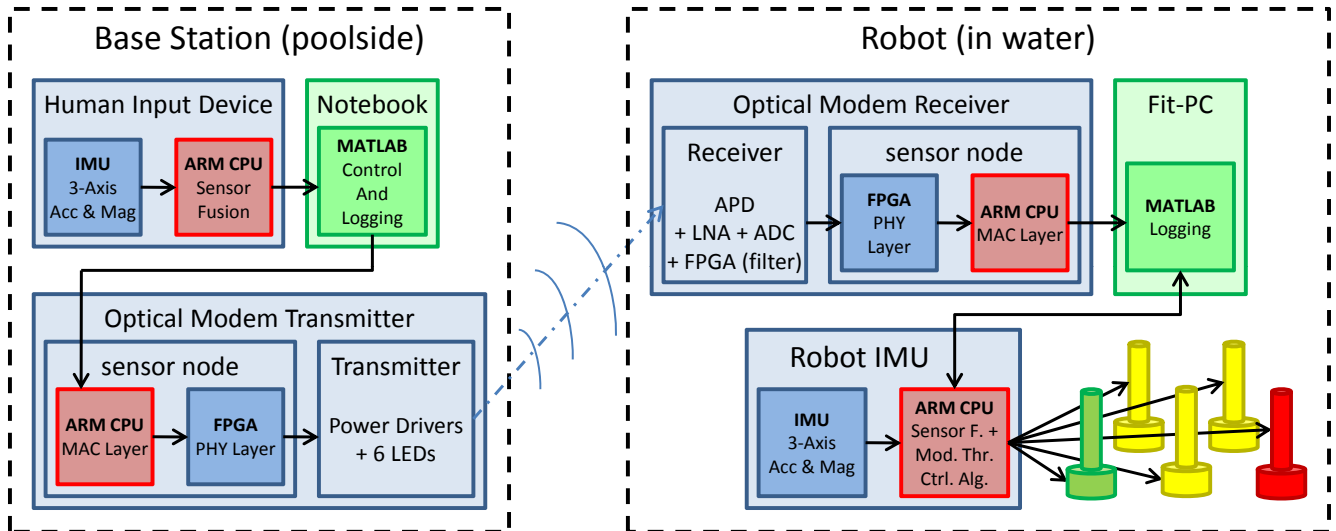 Base Station (poolside)
Human Input Device
IMU
3-Axis
Acc & Mag
ARM CPU
Sensor
Fusion
Notebook
MATLAB
Control
And
Logging
Optical Modem Transmitter
sensor node
ARM CPU
MAC Layer
FPGA
PHY Layer
Transmitter
Power Drivers
+ 6 LEDs
Robot (in water)
Optical Modem Receiver
Receiver
APD
+ LNA + ADC
+ FPGA (filter)
sensor node
FPGA
PHY
Layer
ARM CPU
MAC Layer
Fit-PC
MATLAB
Logging
Robot IMU
IMU
3-Axis
Acc & Mag
ARM CPU
Sensor F. +
Mod. Thr.
Ctrl. Alg.